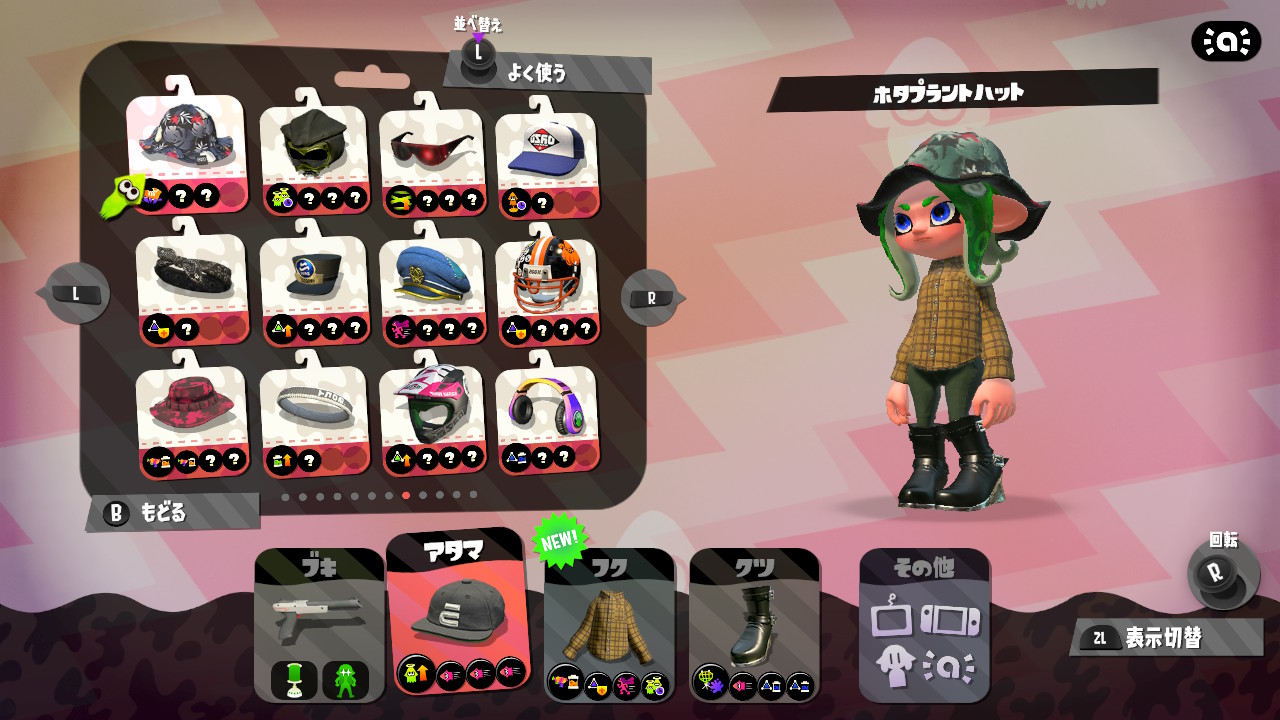 並べ替え
L
よく使う
ホタプラントハット
L
R
B もどる
NEW!
ブキ
アタマ
フク
クツ
その他
回転
R
ZL 表示切替